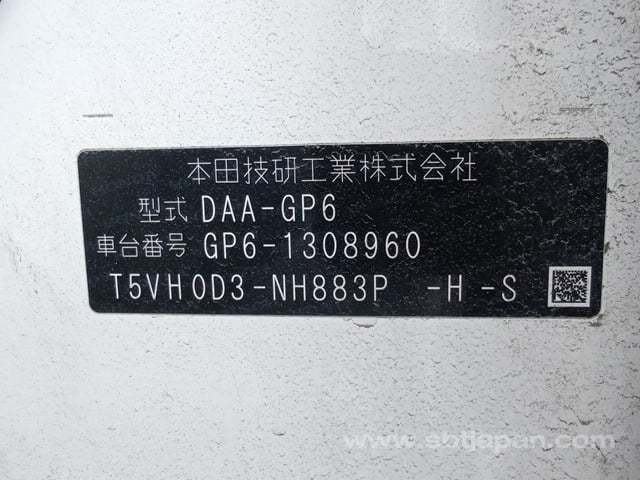 本田技研工業株式会社
型式 DAA-GP6
車台番号 GP6-1308960
T5VH0D3-NH883P -H -S
www.sbtjapan.com